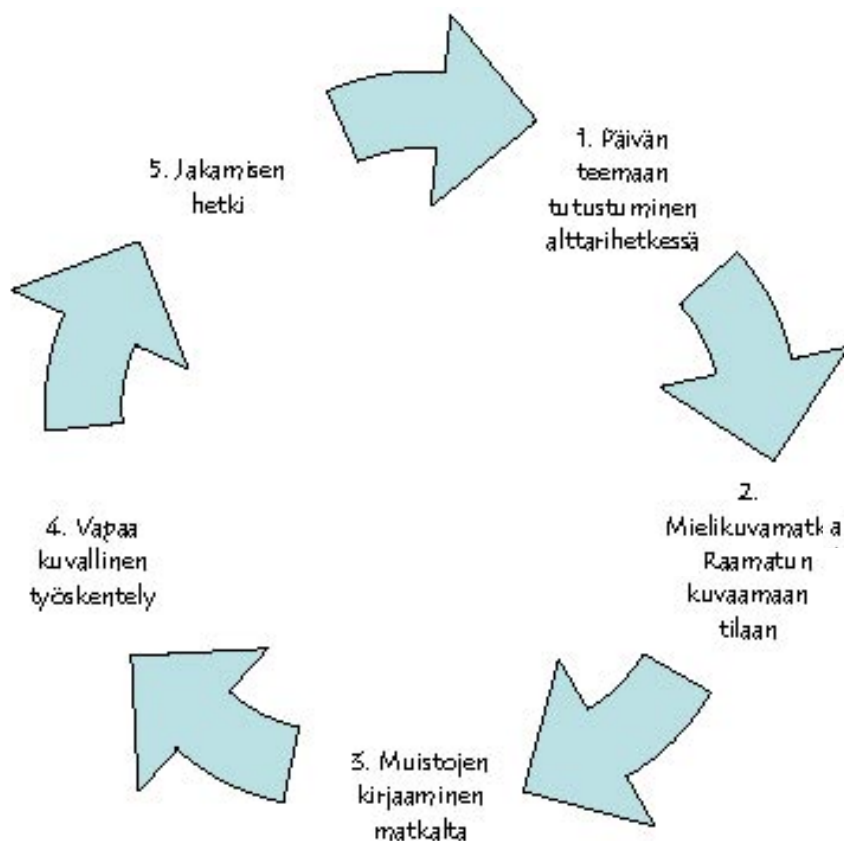 1. Päivän
teemaan
tutustuminen
alttarihetkessä
2.
Mielikuvamatka
Raamatun
kuvaamaan
tilaan
3. Muistojen
kirjaaminen
matkalta
4. Vapaa
kuvallinen
työskentely
5. Jakamisen
hetki